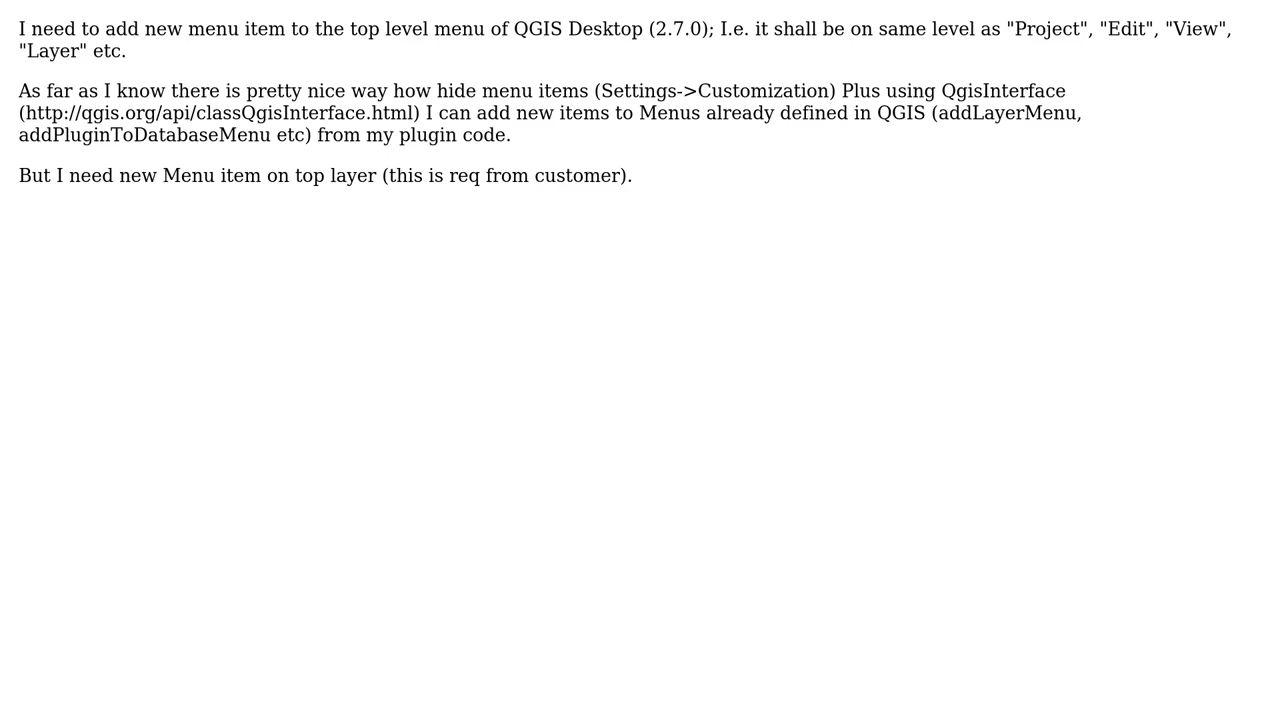 I need to add new menu item to the top level menu of QGIS Desktop (2.7.0); I.e. it shall be on same level as "Project", "Edit", "View",
"Layer" etc.
As far as I know there is pretty nice way how hide menu items (Settings->Customization) Plus using QgisInterface
(http://qgis.org/api/classQgisInterface.html) I can add new items to Menus already defined in QGIS (addLayerMenu,
addPluginToDatabaseMenu etc) from my plugin code.
But I need new Menu item on top layer (this is req from customer).